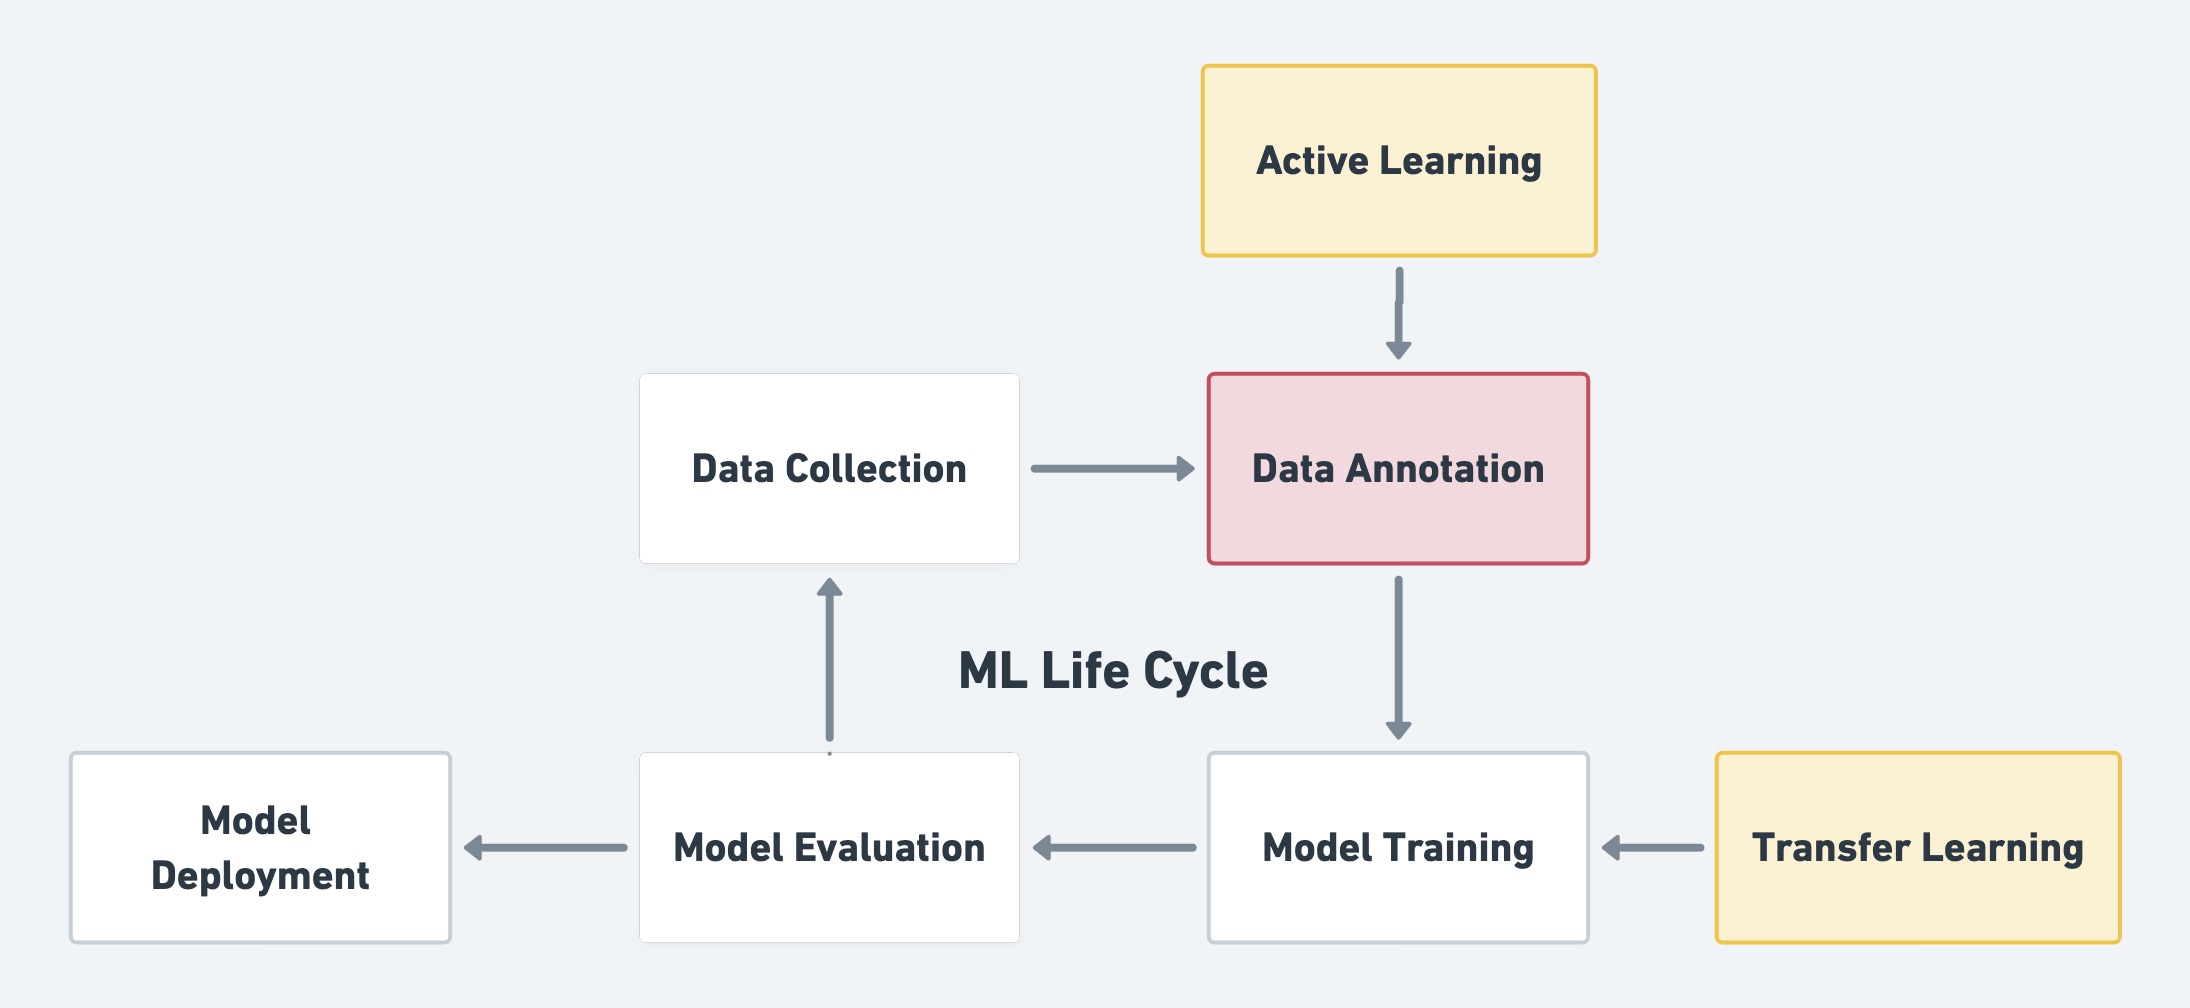 Active Learning
Data Collection
Data Annotation
ML Life Cycle
Model
Deployment
Model Evaluation
Model Training
Transfer Learning